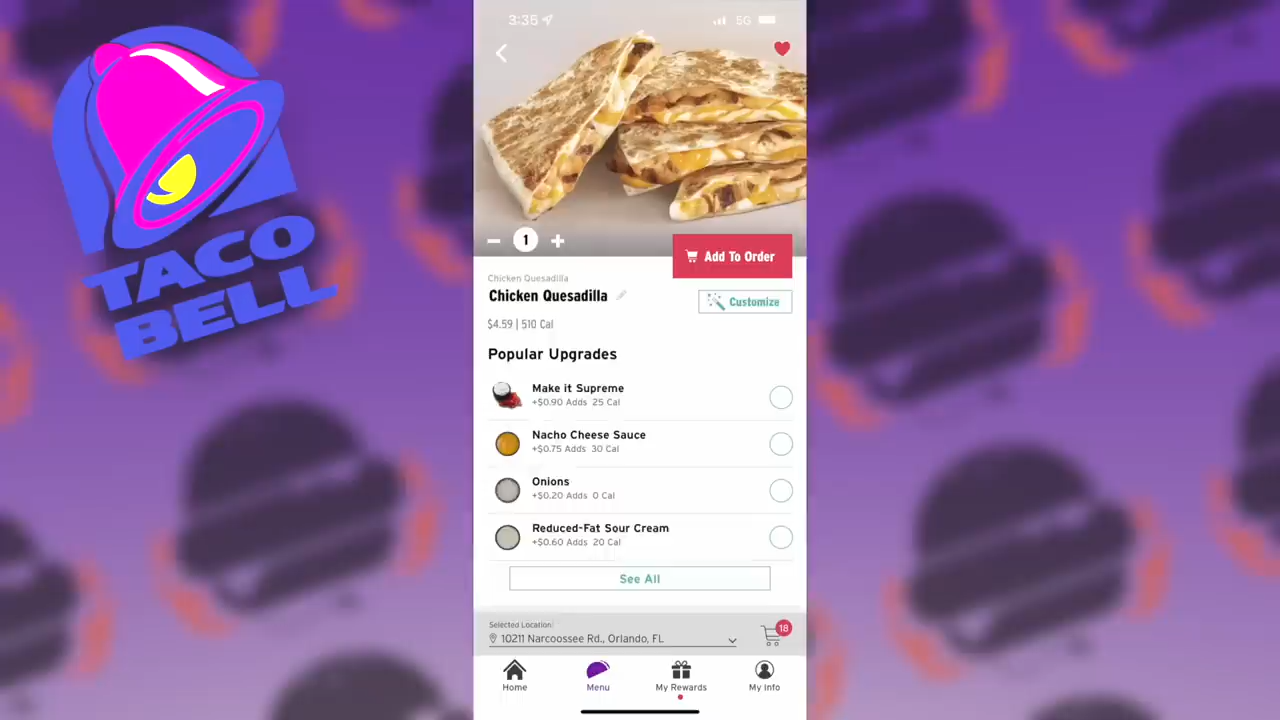 TACO
BELL
3:35
5G
1
Add To Order
Chicken Quesadilla
Chicken Quesadilla
Customize
$4.59 | 510 Cal
Popular Upgrades
Make it Supreme
+$0.90 Adds 25 Cal
Nacho Cheese Sauce
+$0.75 Adds 30 Cal
Onions
+$0.20 Adds 0 Cal
Reduced-Fat Sour Cream
+$0.60 Adds 20 Cal
See All
Selected Location:
10211 Narcoossee Rd., Orlando, FL
18
Home
Menu
My Rewards
My Info